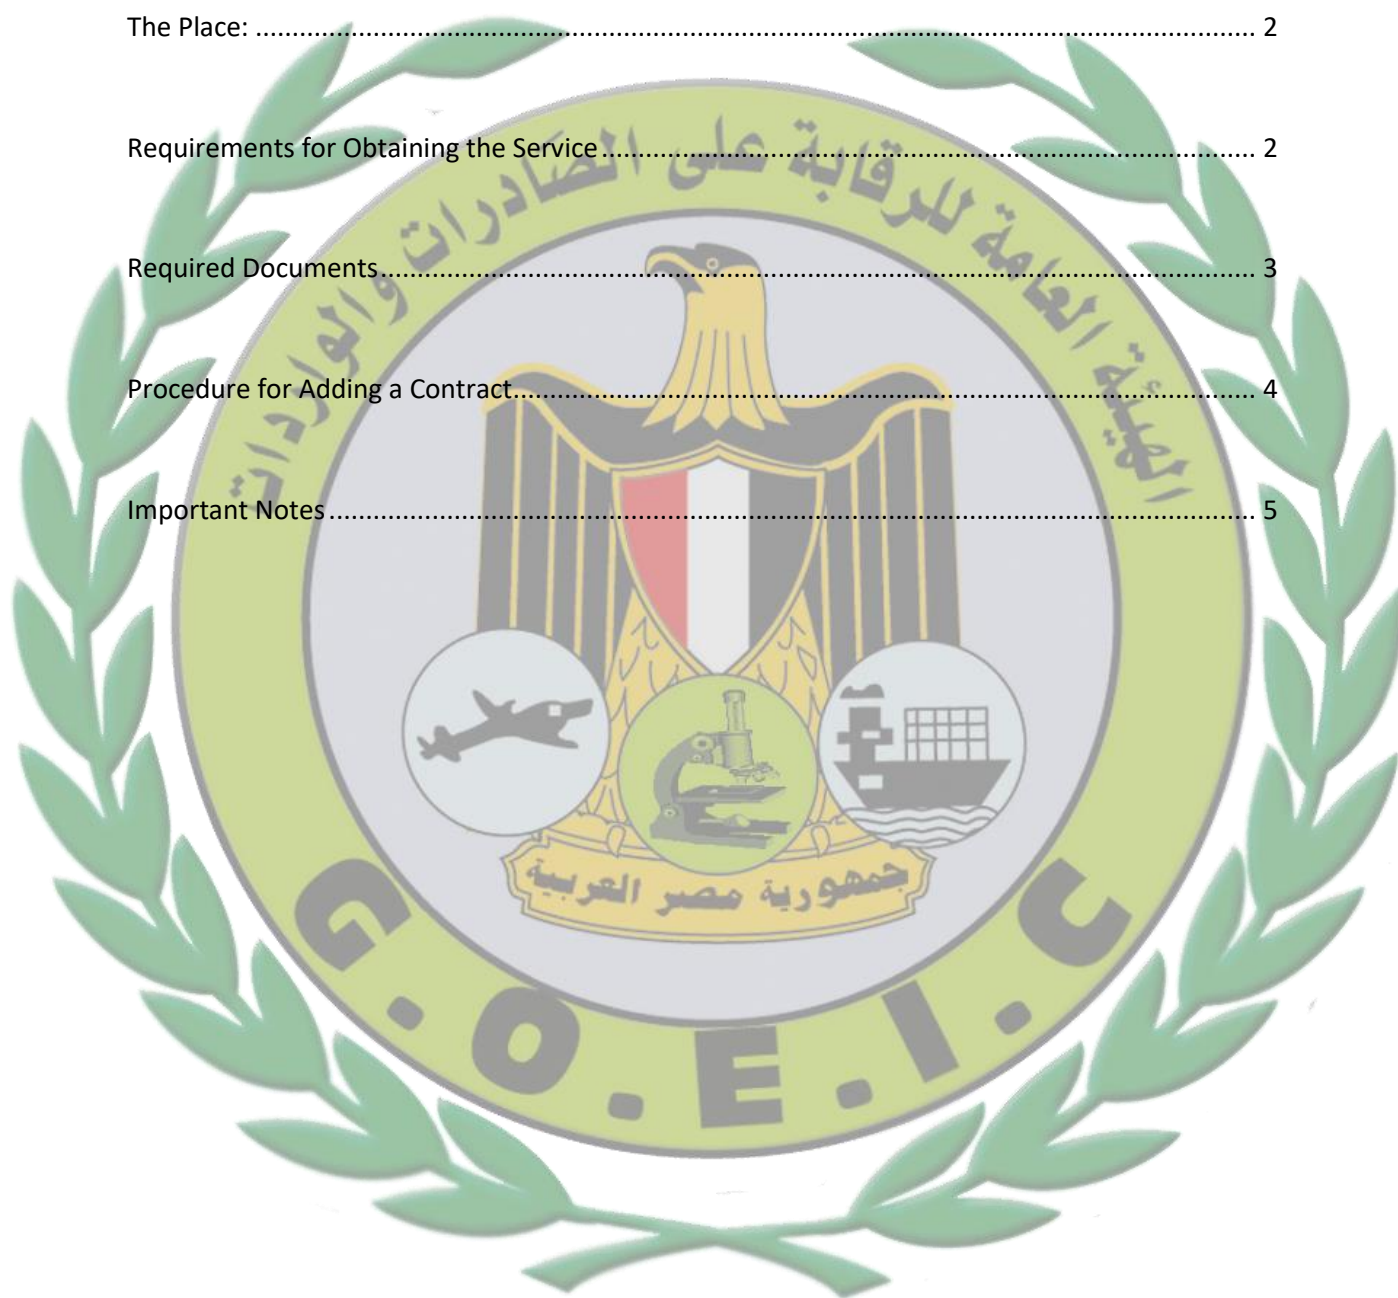 The Place: ........................................................................................................................................ 2
Requirements for Obtaining the Service ......................................................................................... 2
Required Documents ....................................................................................................................... 3
Procedure for Adding a Contract ..................................................................................................... 4
Important Notes .............................................................................................................................. 5
الهيئة العامة للرقابة على الصادرات والواردات
جمهورية مصر العربية
G.O.E.I.C